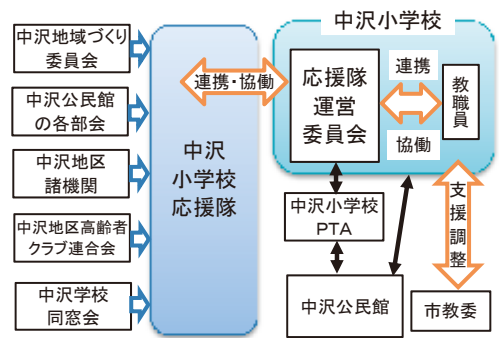 中沢地域づくり
委員会
中沢公民館
の各部会
中沢地区
諸機関
中沢地区高齢者
クラブ連合会
中沢学校
同窓会
中沢
小学校
応援隊
連携・協働
中沢小学校
応援隊
運営
委員会
連携
協働
教職員
中沢小学校
PTA
中沢公民館
支援調整
市教委